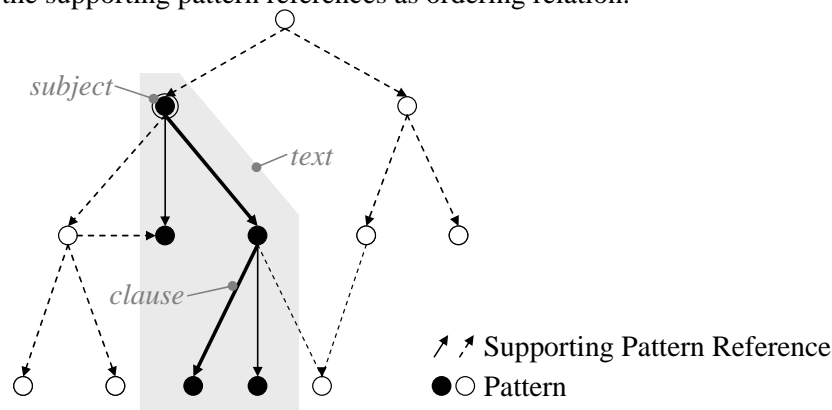 the supporting pattern references as ordering relation.
subject
text
clause
Supporting Pattern Reference
Pattern